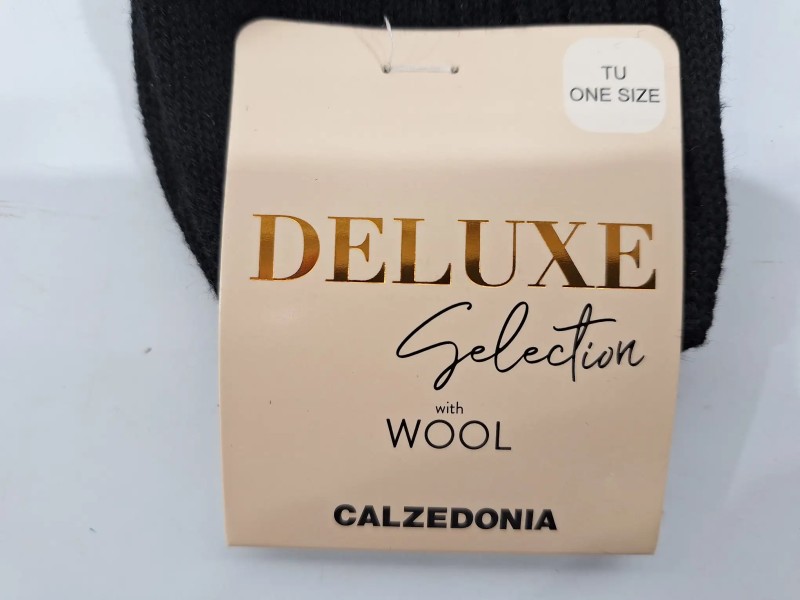 TU
ONE SIZE
DELUXE
Selection
with
WOOL
CALZEDONIA